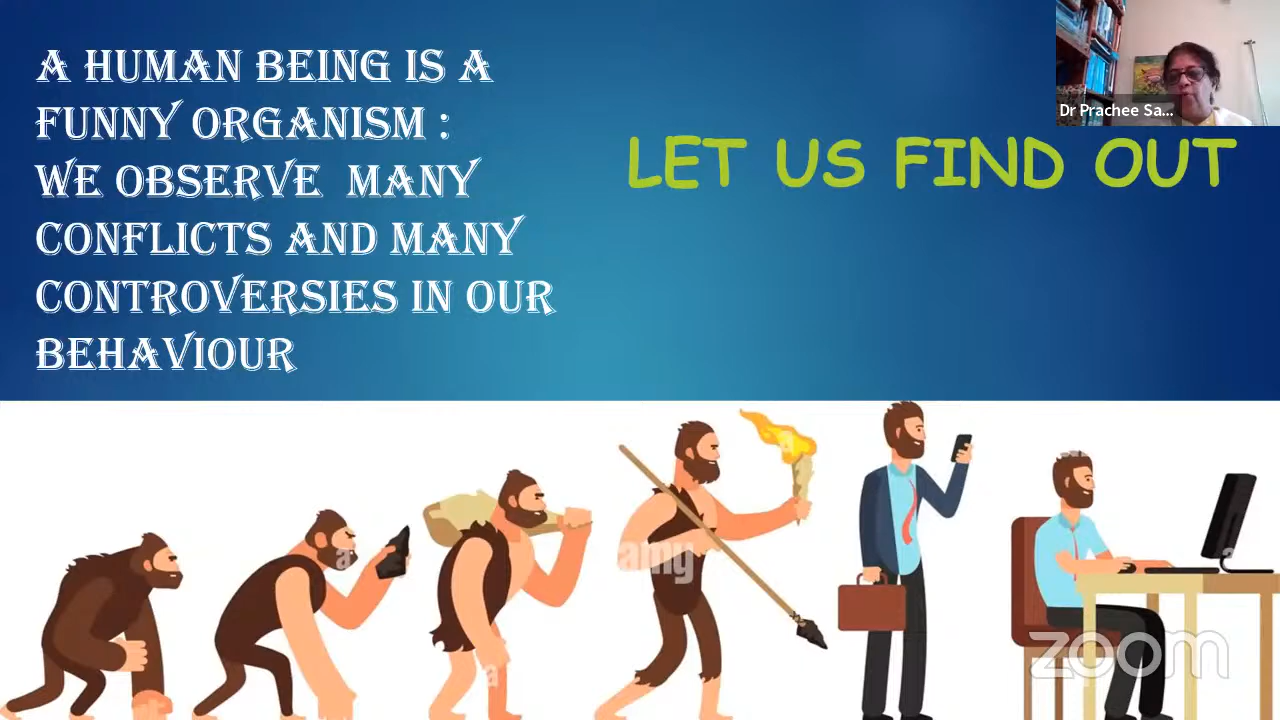 A HUMAN BEING IS A
FUNNY ORGANISM :
WE OBSERVE MANY
CONFLICTS AND MANY
CONTROVERSIES IN OUR
BEHAVIOUR
LET US FIND OUT
Dr Prachee Sa...
amy
a
a
a
zoom